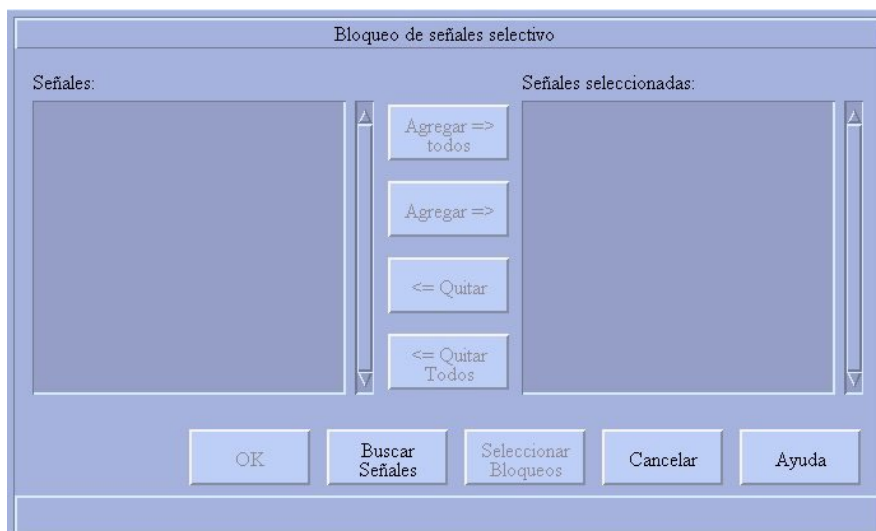 Bloqueo de señales selectivo
Señales:
Señales seleccionadas:
Agregar =>
todos
Agregar =>
<= Quitar
<= Quitar
Todos
OK
Buscar
Señales
Seleccionar
Bloqueos
Cancelar
Ayuda